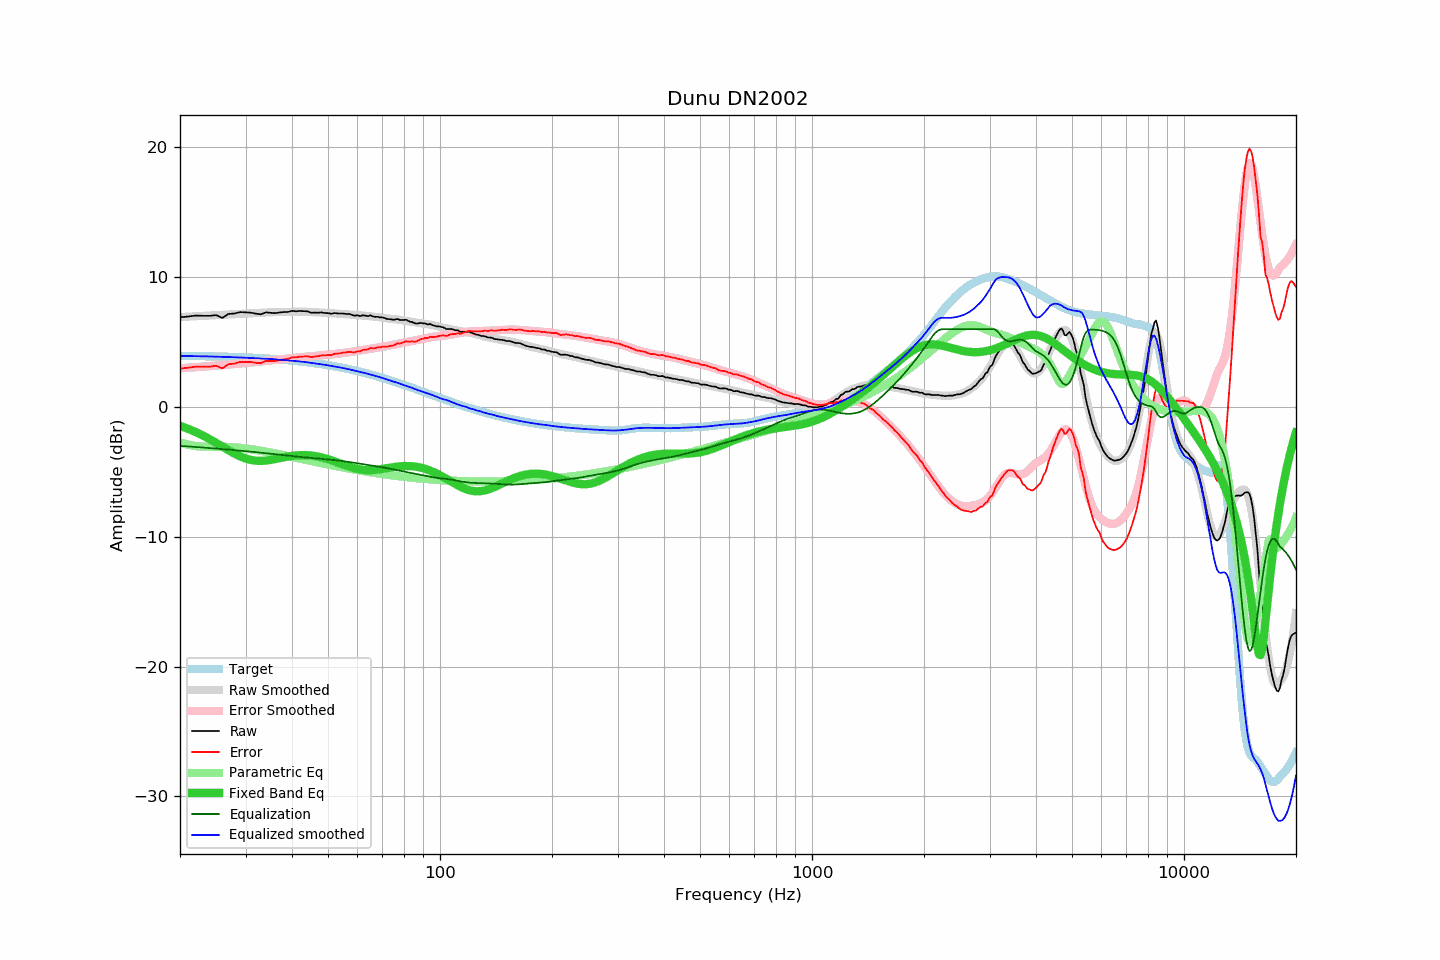 Dunu DN2002
20
10
0
−10
−20
−30
Amplitude (dBr)
Target
Raw Smoothed
Error Smoothed
Raw
Error
Parametric Eq
Fixed Band Eq
Equalization
Equalized smoothed
100
1000
10000
Frequency (Hz)